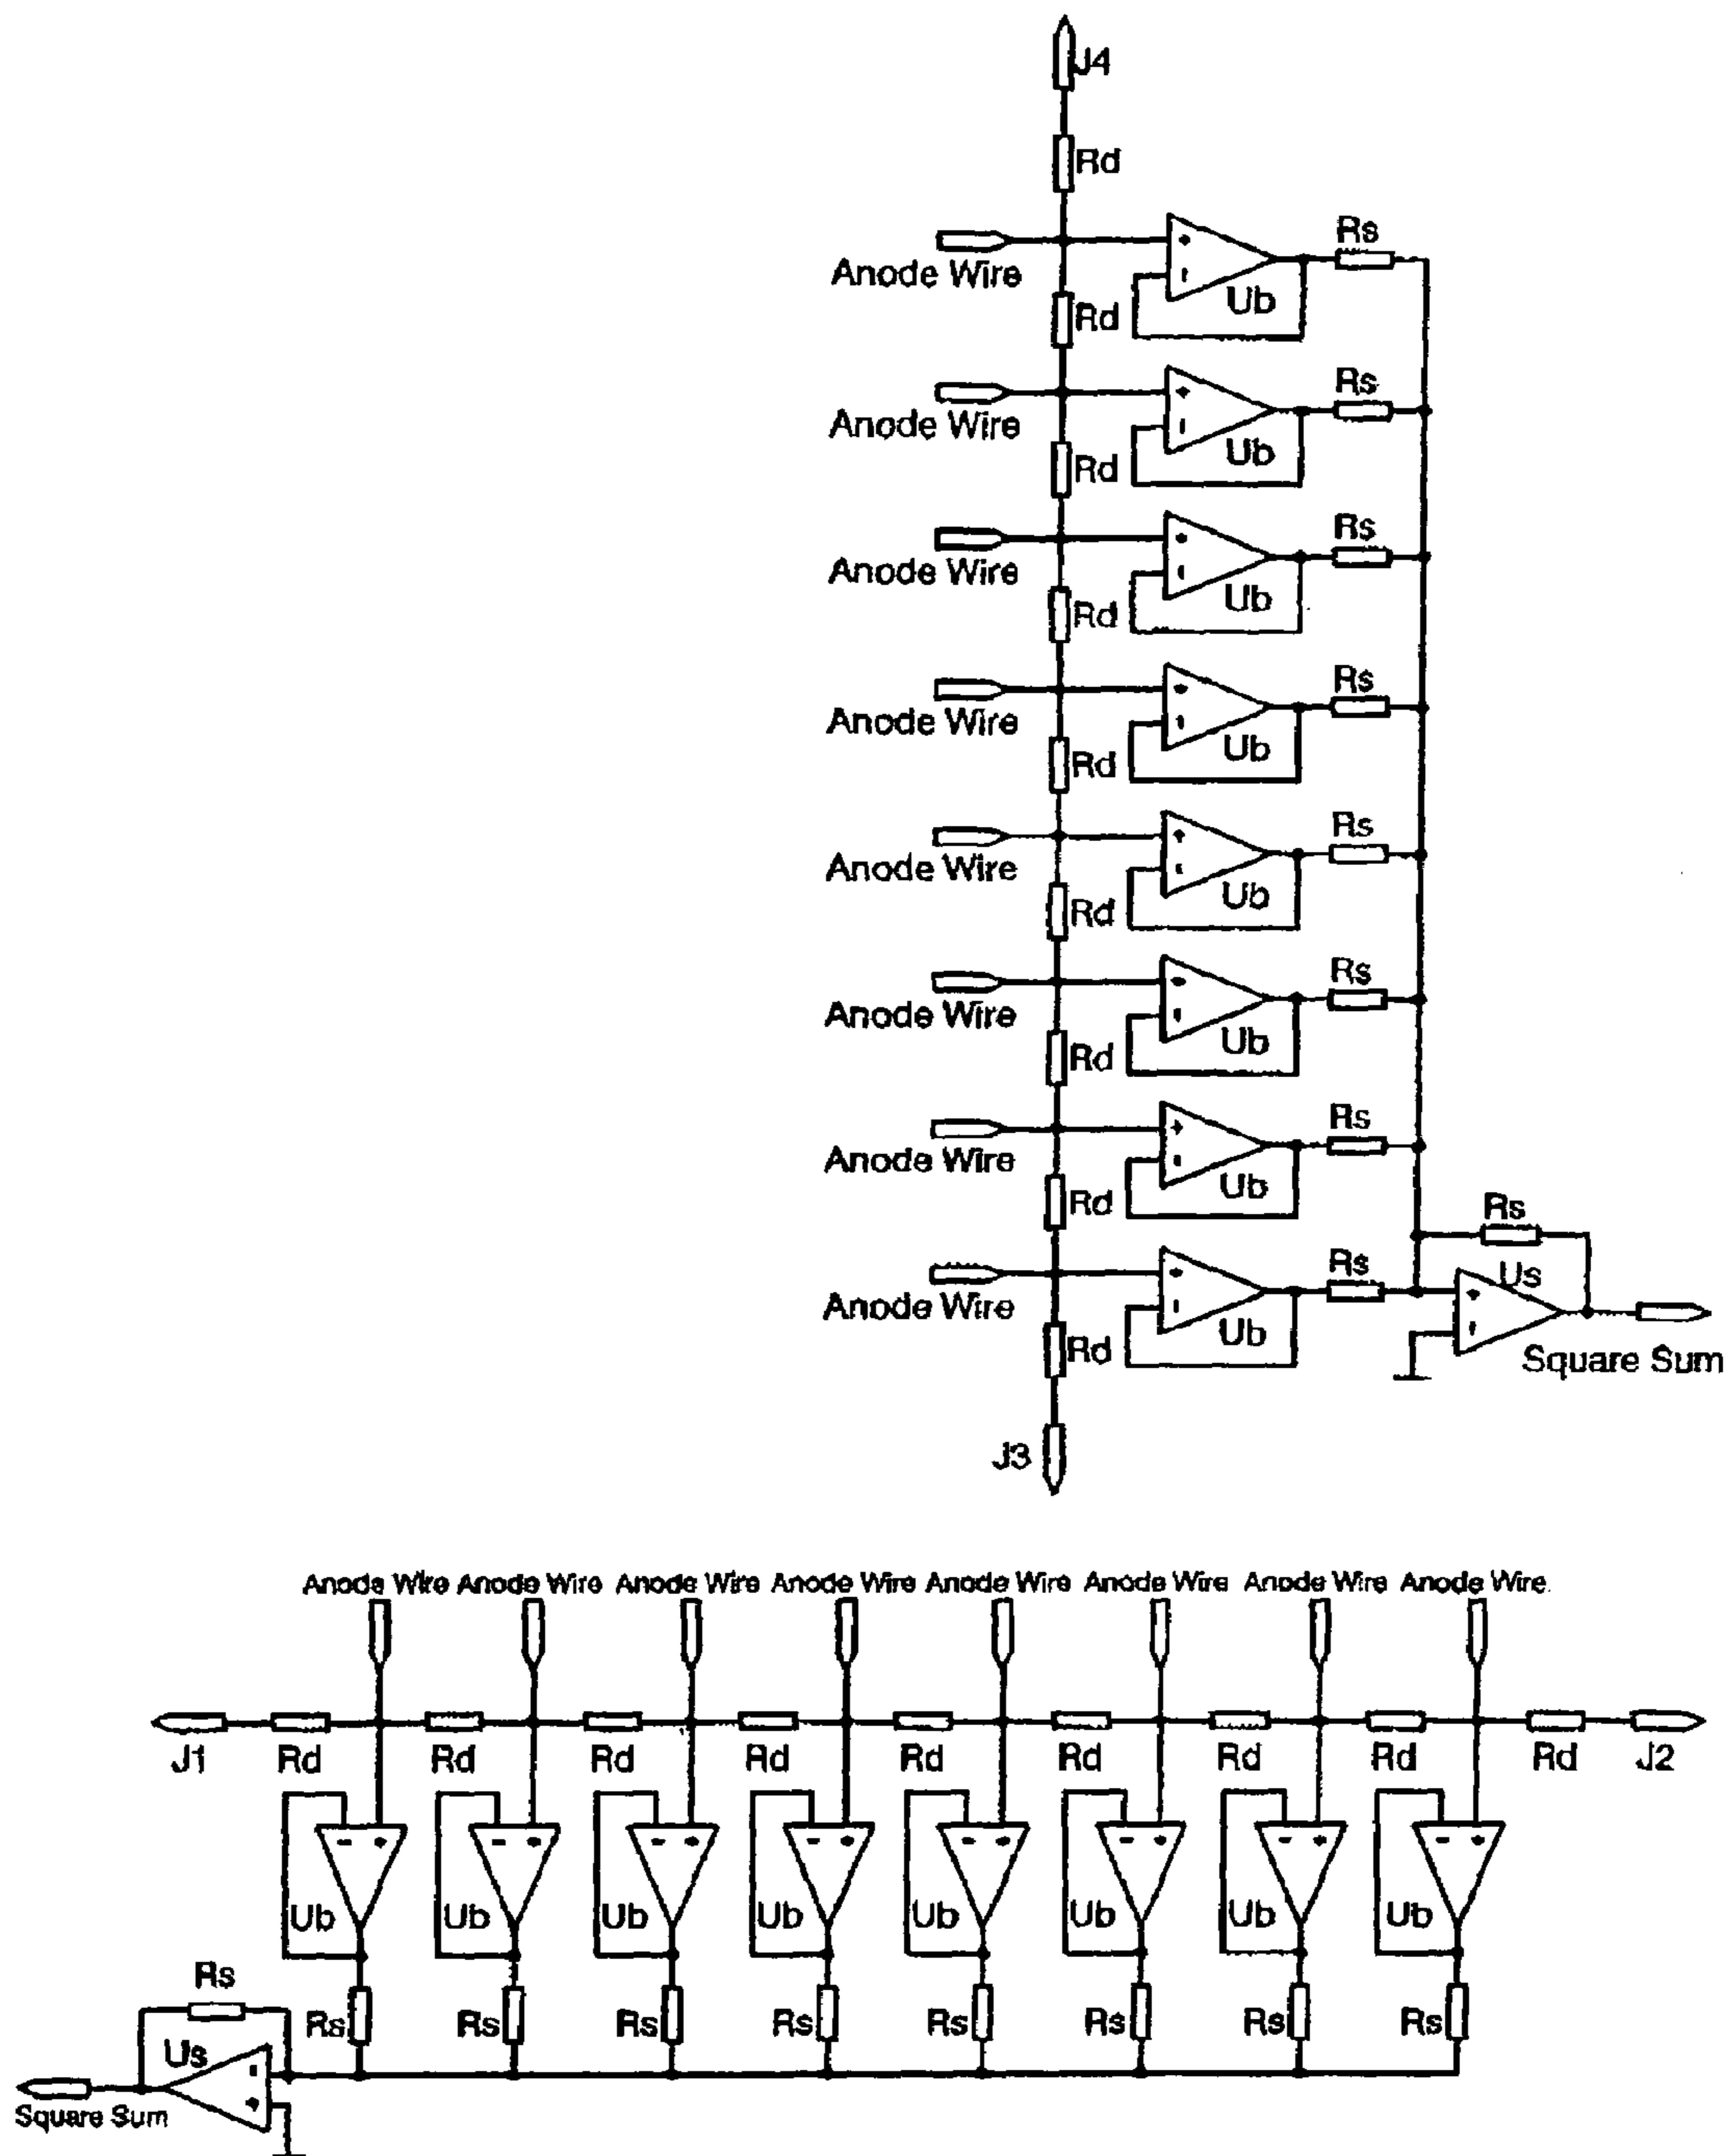 J4
Rd
Rs
Anode Wire
Ub
Rd
Rs
Anode Wire
Ub
Rd
Rs
Anode Wire
Ub
Rd
Rs
Anode Wire
Ub
Rd
Rs
Anode Wire
Ub
Rd
Rs
Anode Wire
Ub
Rd
Rs
Anode Wire
Ub
Rd
Rs
Rs
Us
Anode Wire
Ub
Rd
Square Sum
J3
Anode Wire Anode Wire Anode Wire Anode Wire Anode Wire Anode Wire Anode Wire Anode Wire
J1 Rd Rd Rd Rd Rd Rd Rd Rd Rd J2
Ub Ub Ub Ub Ub Ub Ub Ub
Rs
Rs Rs Rs Rs Rs Rs Rs Rs
Us
Square Sum